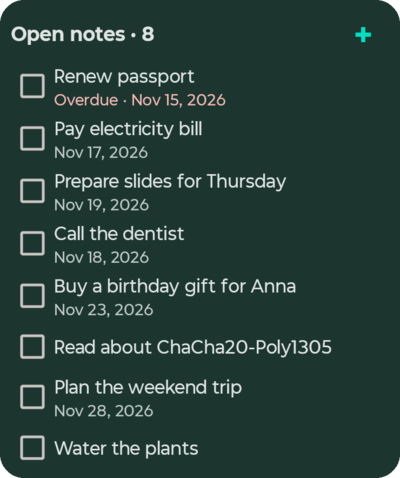 Open notes · 8
+
Renew passport
Overdue · Nov 15, 2026
Pay electricity bill
Nov 17, 2026
Prepare slides for Thursday
Nov 19, 2026
Call the dentist
Nov 18, 2026
Buy a birthday gift for Anna
Nov 23, 2026
Read about ChaCha20-Poly1305
Plan the weekend trip
Nov 28, 2026
Water the plants